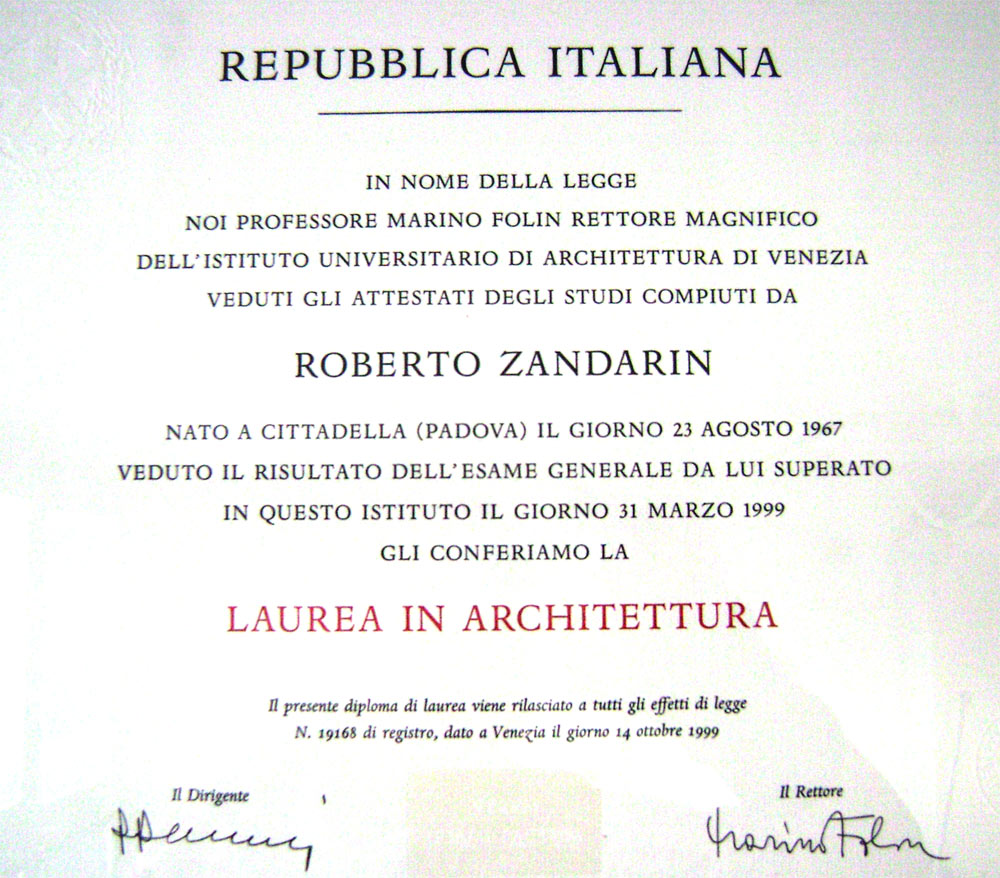 REPUBBLICA ITALIANA
IN NOME DELLA LEGGE
NOI PROFESSORE MARINO FOLIN RETTORE MAGNIFICO
DELL'ISTITUTO UNIVERSITARIO DI ARCHITETTURA DI VENEZIA
VEDUTI GLI ATTESTATI DEGLI STUDI COMPIUTI DA
ROBERTO ZANDARIN
NATO A CITTADELLA (PADOVA) IL GIORNO 23 AGOSTO 1967
VEDUTO IL RISULTATO DELL'ESAME GENERALE DA LUI SUPERATO
IN QUESTO ISTITUTO IL GIORNO 31 MARZO 1999
GLI CONFERIAMO LA
LAUREA IN ARCHITETTURA
Il presente diploma di laurea viene rilasciato a tutti gli effetti di legge
N. 19168 di registro, dato a Venezia il giorno 14 ottobre 1999
Il Dirigente
Il Rettore
Marino Folin